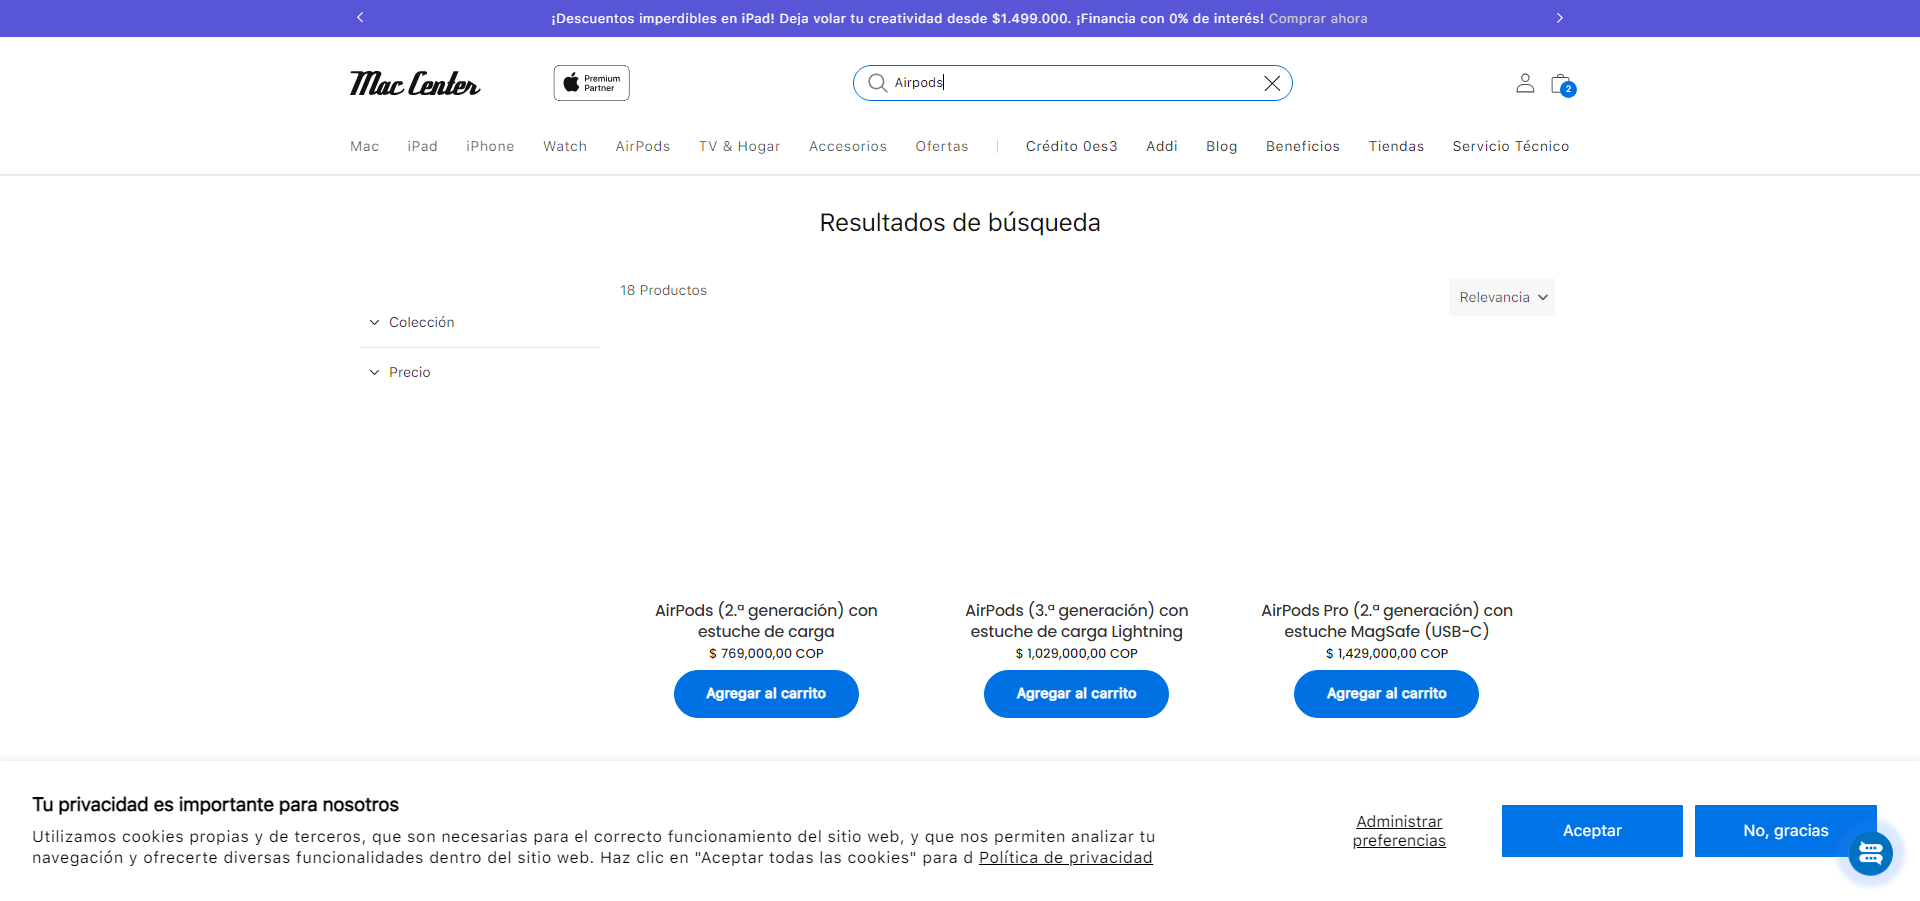 ¡Descuentos imperdibles en iPad! Deja volar tu creatividad desde $1.499.000. ¡Financia con 0% de interés! Comprar ahora
Mac Center
Premium
Partner
Airpods
2
Mac iPad iPhone Watch AirPods TV & Hogar Accesorios Ofertas Crédito 0es3 Addi Blog Beneficios Tiendas Servicio Técnico
Resultados de búsqueda
18 Productos
Relevancia
Colección
Precio
AirPods (2.ª generación) con
estuche de carga
$ 769,000,00 COP
Agregar al carrito
AirPods (3.ª generación) con
estuche de carga Lightning
$ 1,029,000,00 COP
Agregar al carrito
AirPods Pro (2.ª generación) con
estuche MagSafe (USB-C)
$ 1,429,000,00 COP
Agregar al carrito
Tu privacidad es importante para nosotros
Utilizamos cookies propias y de terceros, que son necesarias para el correcto funcionamiento del sitio web, y que nos permiten analizar tu
navegación y ofrecerte diversas funcionalidades dentro del sitio web. Haz clic en "Aceptar todas las cookies" para d Política de privacidad
Administrar
preferencias
Aceptar
No, gracias